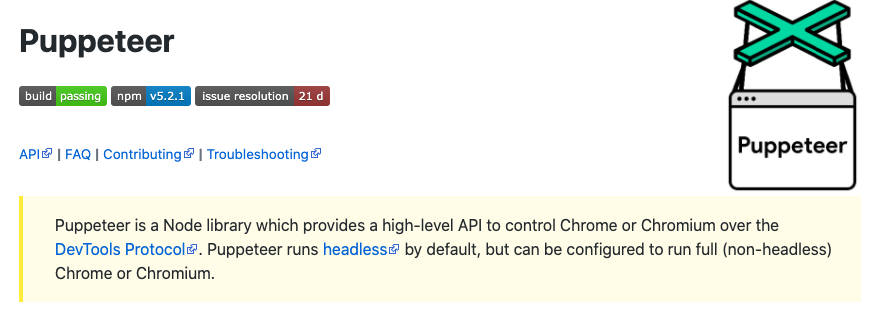 Puppeteer
build passing npm v5.2.1 issue resolution 21 d
API | FAQ | Contributing | Troubleshooting
Puppeteer
Puppeteer is a Node library which provides a high-level API to control Chrome or Chromium over the
DevTools Protocol. Puppeteer runs headless by default, but can be configured to run full (non-headless)
Chrome or Chromium.